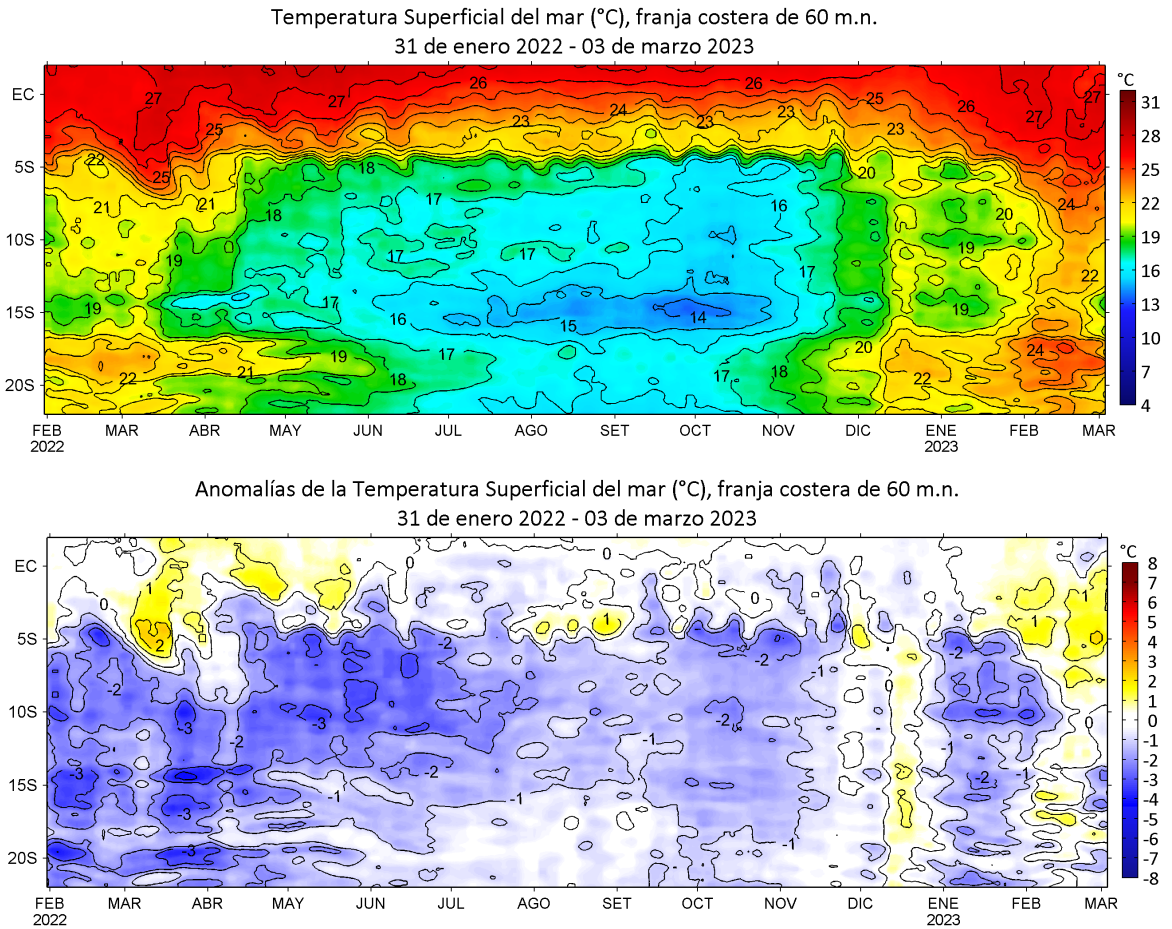 Temperatura Superficial del mar (°C), franja costera de 60 m.n.
31 de enero 2022 - 03 de marzo 2023
°C
EC
5S
10S
15S
20S
27 27 26 26 25 26 27 27
25 23 24 23 23 23
22 25 18 20 24
21 21 18 17 16 20
19 17 17 17 19 22
19 17 16 15 14 19
22 21 19 17 18 17 18 20 22 24
31
28
25
22
19
16
13
10
7
4
FEB MAR ABR MAY JUN JUL AGO SET OCT NOV DIC ENE FEB MAR
2022 2023
Anomalías de la Temperatura Superficial del mar (°C), franja costera de 60 m.n.
31 de enero 2022 - 03 de marzo 2023
°C
EC
5S
10S
15S
20S
0 0
1 0 0 1
2 -2 1 1
-2 -2 -1 0 -2
-3 -2 -3 -2 -1 -1 0
-3 -2 -1 -2 -1
-3 -3 -1
8
7
6
5
4
3
2
1
0
-1
-2
-3
-4
-5
-6
-7
-8
FEB MAR ABR MAY JUN JUL AGO SET OCT NOV DIC ENE FEB MAR
2022 2023